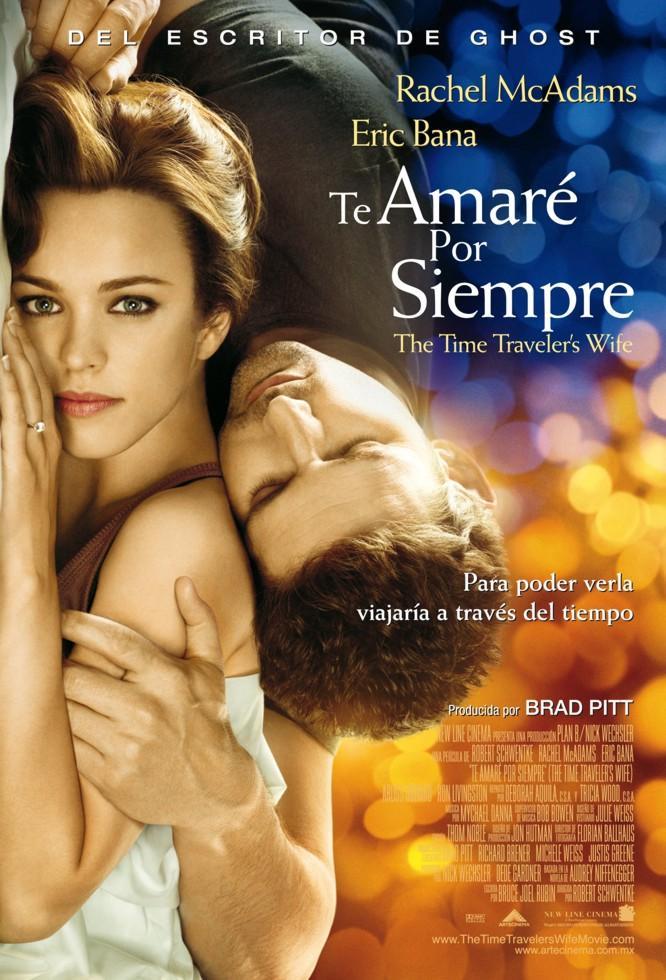 DEL ESCRITOR DE GHOST
Rachel McAdams
Eric Bana
Te Amaré
Por
Siempre
The Time Traveler's Wife
Para poder verla
viajaría a través del tiempo
Producida por BRAD PITT
NEW LINE CINEMA PRESENTA UNA PRODUCCIÓN PLAN B/NICK WECHSLER
UNA PELÍCULA DE ROBERT SCHWENTKE RACHEL McADAMS ERIC BANA
"TE AMARÉ POR SIEMPRE" (THE TIME TRAVELER'S WIFE)
RON LIVINGSTON DEBORAH AQUILA, C.S.A. Y TRICIA WOOD, C.S.A.
MYCHAEL DANNA BOB BOWEN JULIE WEISS
THOM NOBLE JON HUTMAN FLORIAN BALLHAUS
PITT RICHARD BRENER MICHELE WEISS JUSTIS GREENE
NICK WECHSLER DEDE GARDNER AUDREY NIFFENEGGER
BRUCE JOEL RUBIN ROBERT SCHWENTKE
ARTECINEMA NEW LINE CINEMA
www.TheTimeTravelersWifeMovie.com
www.artecinema.com.mx